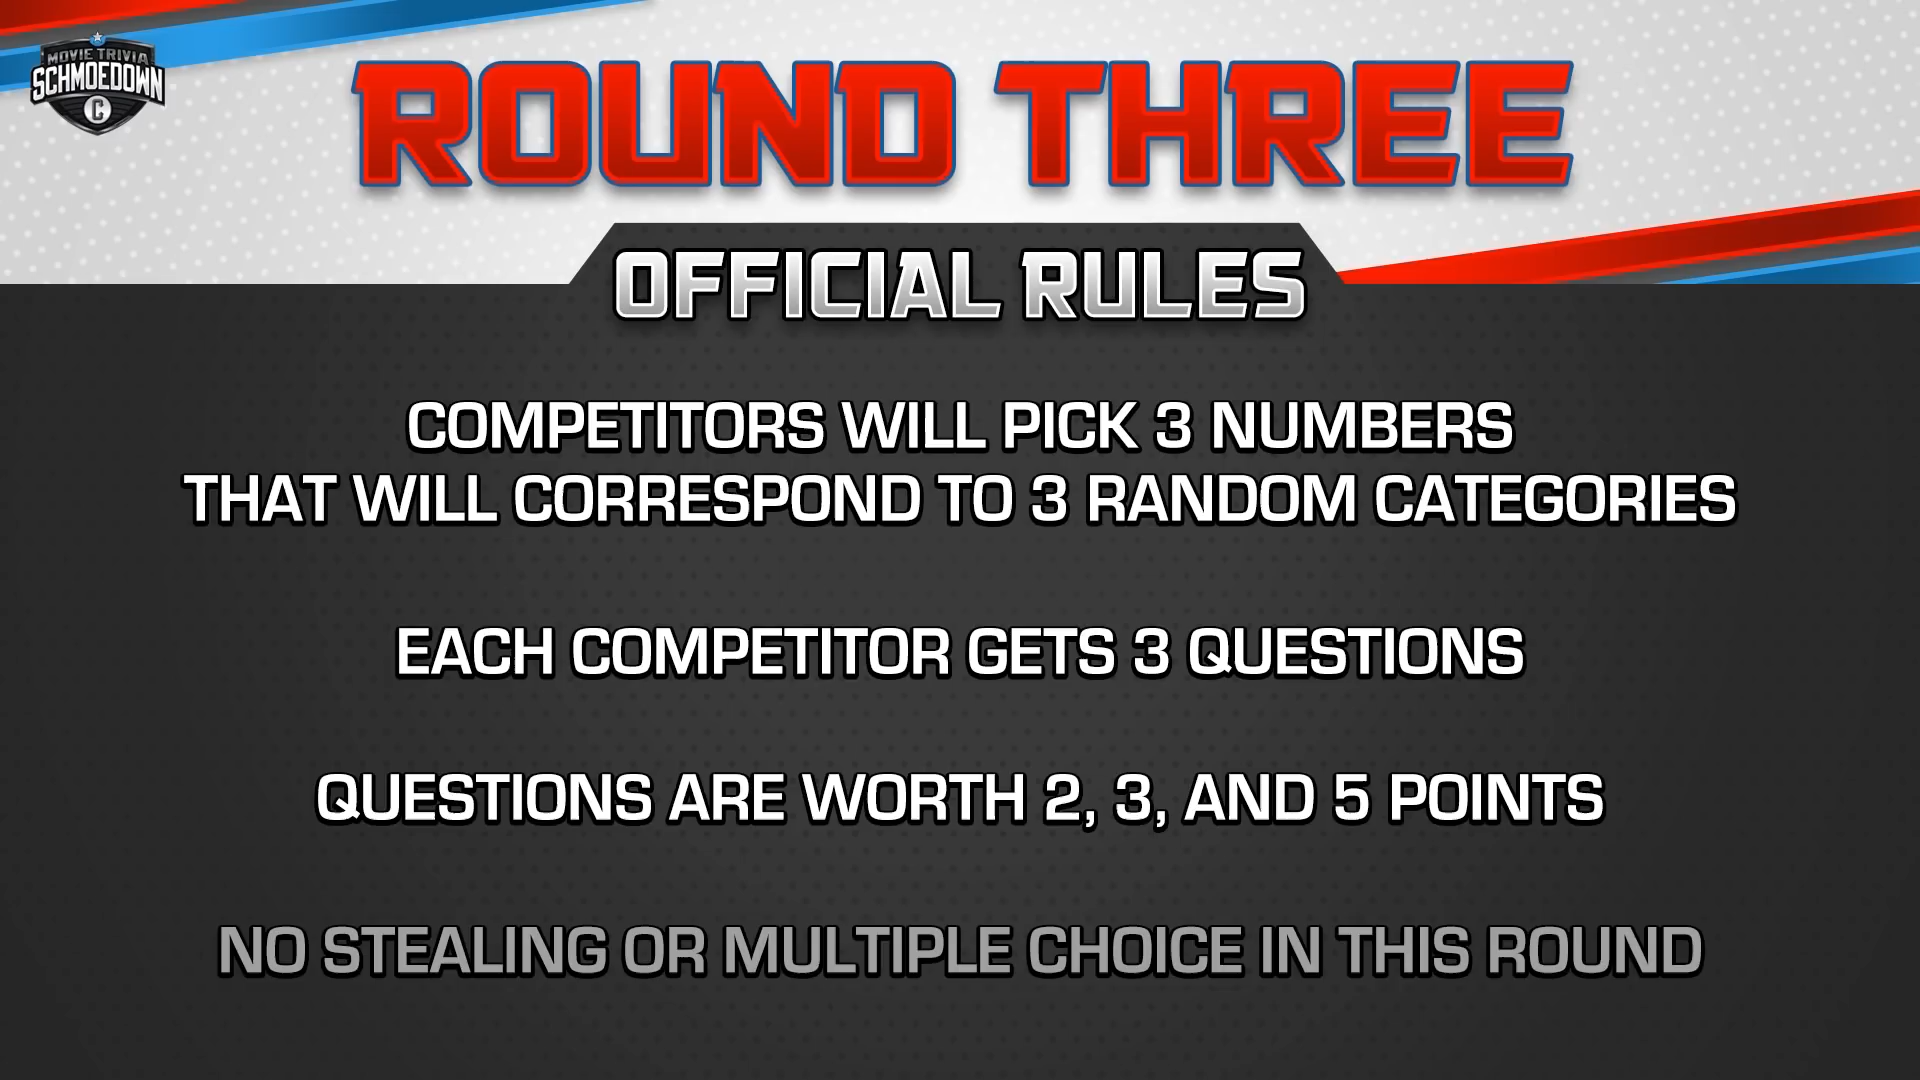 MOVIE TRIVIA
SCHMOEDOWN
C
ROUND THREE
OFFICIAL RULES
COMPETITORS WILL PICK 3 NUMBERS
THAT WILL CORRESPOND TO 3 RANDOM CATEGORIES
EACH COMPETITOR GETS 3 QUESTIONS
QUESTIONS ARE WORTH 2, 3, AND 5 POINTS
NO STEALING OR MULTIPLE CHOICE IN THIS ROUND